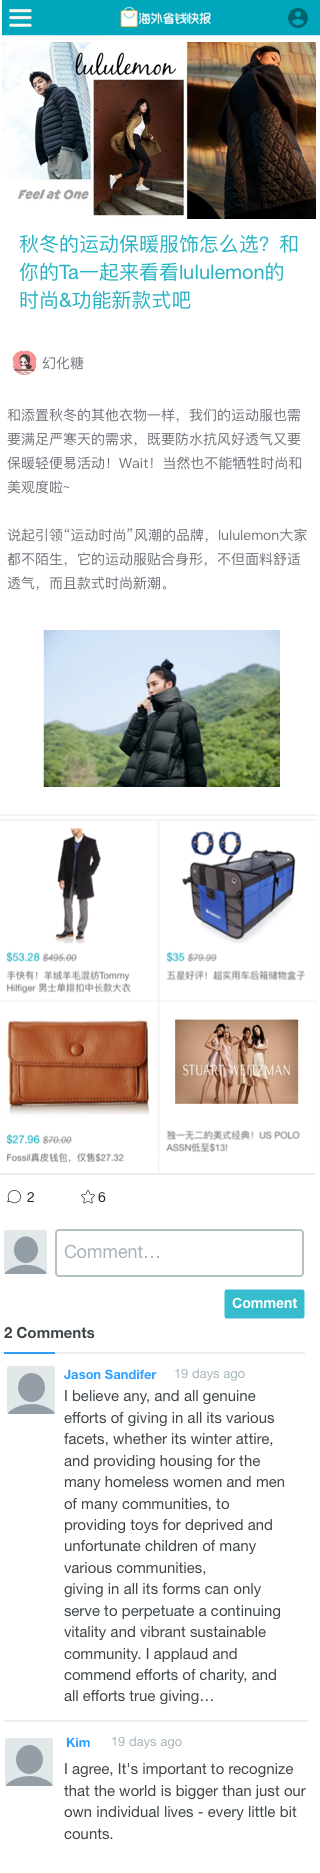 海外省钱快报
lululemon
Feel at One
秋冬的运动保暖服饰怎么选？和
你的Ta一起来看看lululemon的
时尚&功能新款式吧
幻化糖
和添置秋冬的其他衣物一样，我们的运动服也需
要满足严寒天的需求，既要防水抗风好透气又要
保暖轻便易活动！Wait！当然也不能牺牲时尚和
美观度啦~
说起引领“运动时尚”风潮的品牌，lululemon大家
都不陌生，它的运动服贴合身形，不但面料舒适
透气，而且款式时尚新潮。
$53.28 $495.00
手快有！羊绒羊毛混纺Tommy
Hilfiger 男士单排扣中长款大衣
$35 $79.99
五星好评！超实用车后箱储物盒子
$27.96 $70.00
Fossil真皮钱包，仅售$27.32
STUART WEITZMAN
独一无二的美式经典！US POLO
ASSN低至$13!
2
6
Comment...
Comment
2 Comments
Jason Sandifer 19 days ago
I believe any, and all genuine
efforts of giving in all its various
facets, whether its winter attire,
and providing housing for the
many homeless women and men
of many communities, to
providing toys for deprived and
unfortunate children of many
various communities,
giving in all its forms can only
serve to perpetuate a continuing
vitality and vibrant sustainable
community. I applaud and
commend efforts of charity, and
all efforts true giving...
Kim 19 days ago
I agree, It's important to recognize
that the world is bigger than just our
own individual lives - every little bit
counts.